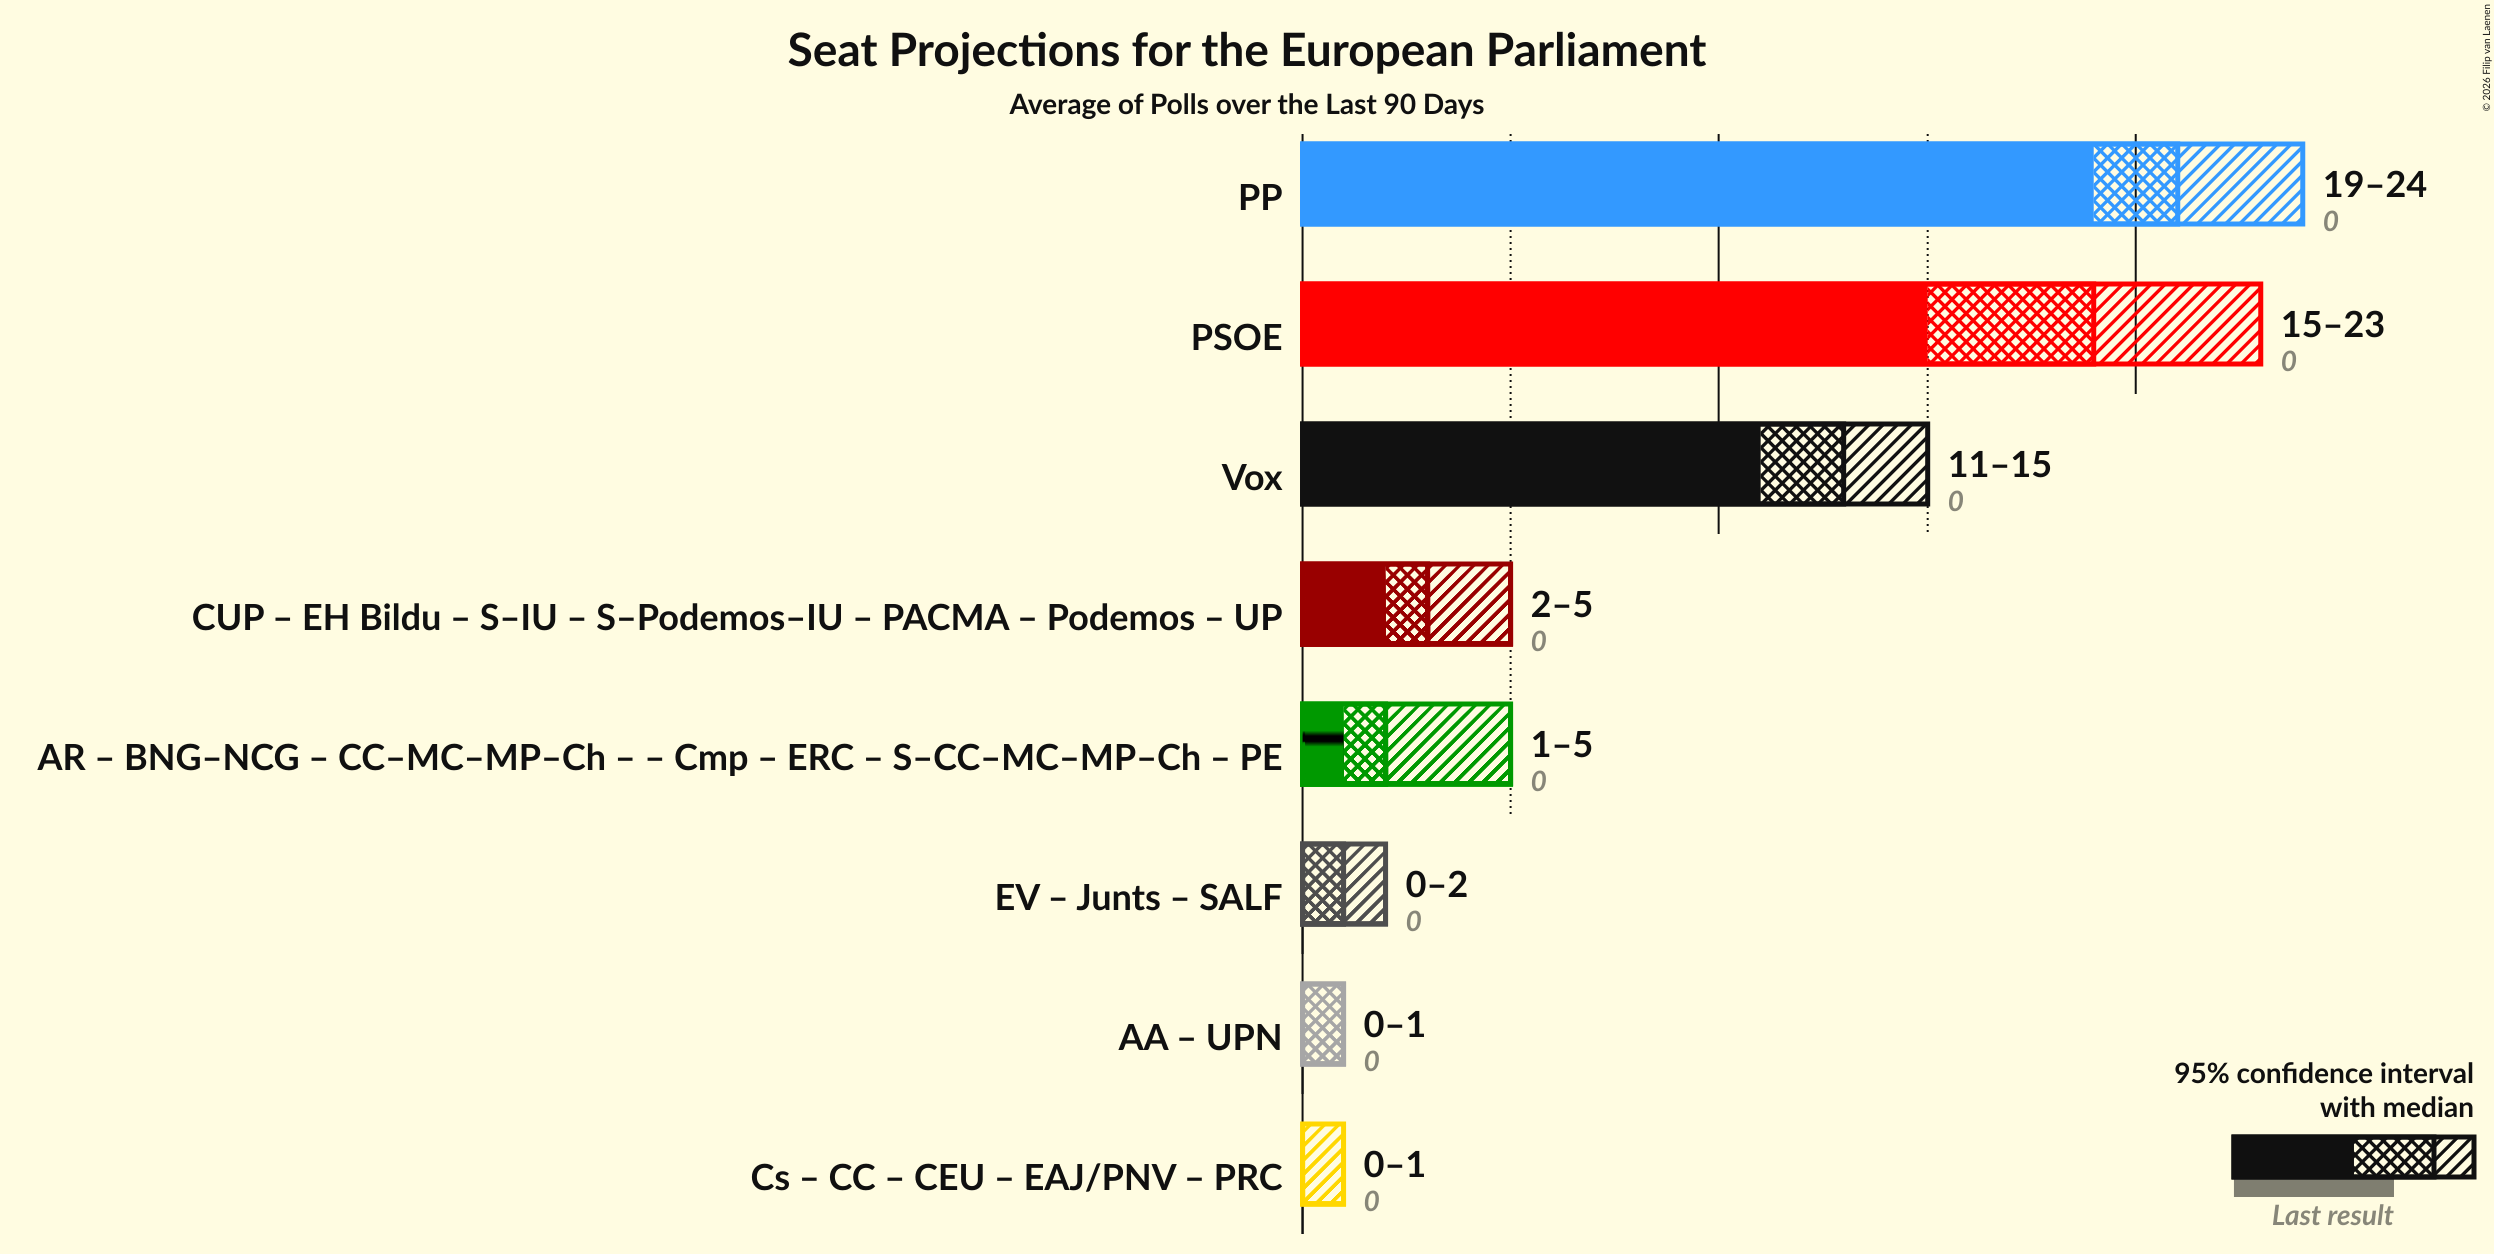 Seat Projections for the European Parliament
Average of Polls over the Last 90 Days
© 2026 Filip van Laenen
PP
19–24
0
PSOE
15–23
0
Vox
11–15
0
CUP – EH Bildu – S–IU – S–Podemos–IU – PACMA – Podemos – UP
2–5
0
AR – BNG–NCG – CC–MC–MP–Ch – – Cmp – ERC – S–CC–MC–MP–Ch – PE
1–5
0
EV – Junts – SALF
0–2
0
AA – UPN
0–1
0
Cs – CC – CEU – EAJ/PNV – PRC
0–1
0
95% confidence interval
with median
Last result